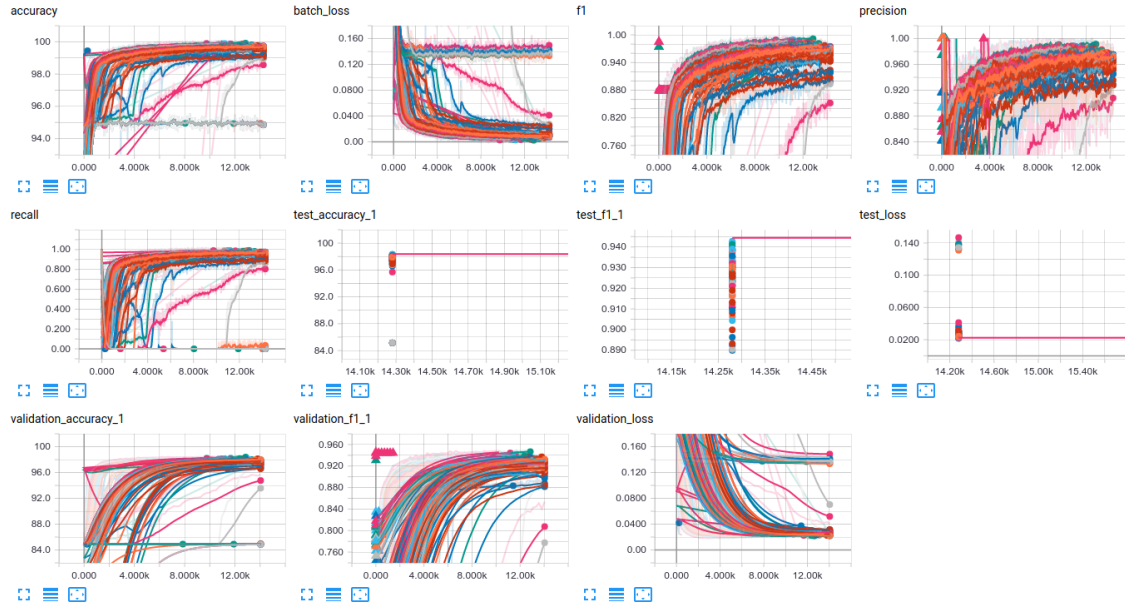 accuracy
100
98.0
96.0
94.0
0.000 4.000k 8.000k 12.00k
batch_loss
0.160
0.120
0.0800
0.0400
0.00
0.000 4.000k 8.000k 12.00k
f1
1.00
0.940
0.880
0.820
0.760
0.000 4.000k 8.000k 12.00k
precision
1.00
0.960
0.920
0.880
0.840
0.000 4.000k 8.000k 12.00k
recall
1.00
0.800
0.600
0.400
0.200
0.00
0.000 4.000k 8.000k 12.00k
test_accuracy_1
100
96.0
92.0
88.0
84.0
14.10k 14.30k 14.50k 14.70k 14.90k 15.10k
test_f1_1
0.940
0.930
0.920
0.910
0.900
0.890
14.15k 14.25k 14.35k 14.45k
test_loss
0.140
0.100
0.0600
0.0200
14.20k 14.60k 15.00k 15.40k
validation_accuracy_1
100
96.0
92.0
88.0
84.0
0.000 4.000k 8.000k 12.00k
validation_f1_1
0.960
0.920
0.880
0.840
0.800
0.760
0.000 4.000k 8.000k 12.00k
validation_loss
0.160
0.120
0.0800
0.0400
0.00
0.000 4.000k 8.000k 12.00k